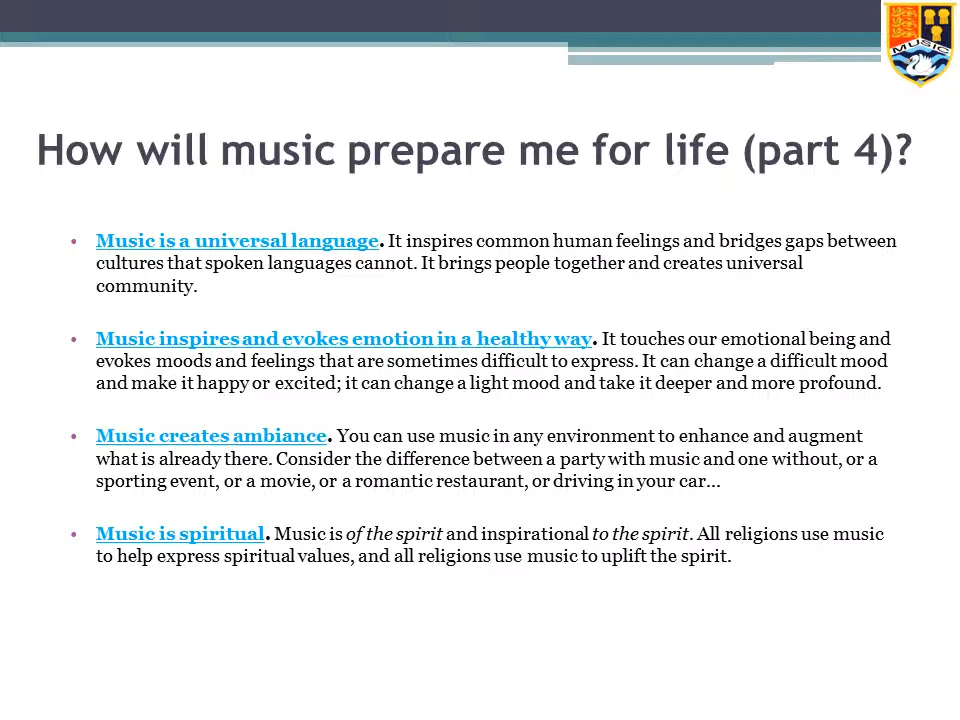 MUSIC
How will music prepare me for life (part 4)?
• Music is a universal language. It inspires common human feelings and bridges gaps between
cultures that spoken languages cannot. It brings people together and creates universal
community.
• Music inspires and evokes emotion in a healthy way. It touches our emotional being and
evokes moods and feelings that are sometimes difficult to express. It can change a difficult mood
and make it happy or excited; it can change a light mood and take it deeper and more profound.
• Music creates ambiance. You can use music in any environment to enhance and augment
what is already there. Consider the difference between a party with music and one without, or a
sporting event, or a movie, or a romantic restaurant, or driving in your car...
• Music is spiritual. Music is of the spirit and inspirational to the spirit. All religions use music
to help express spiritual values, and all religions use music to uplift the spirit.